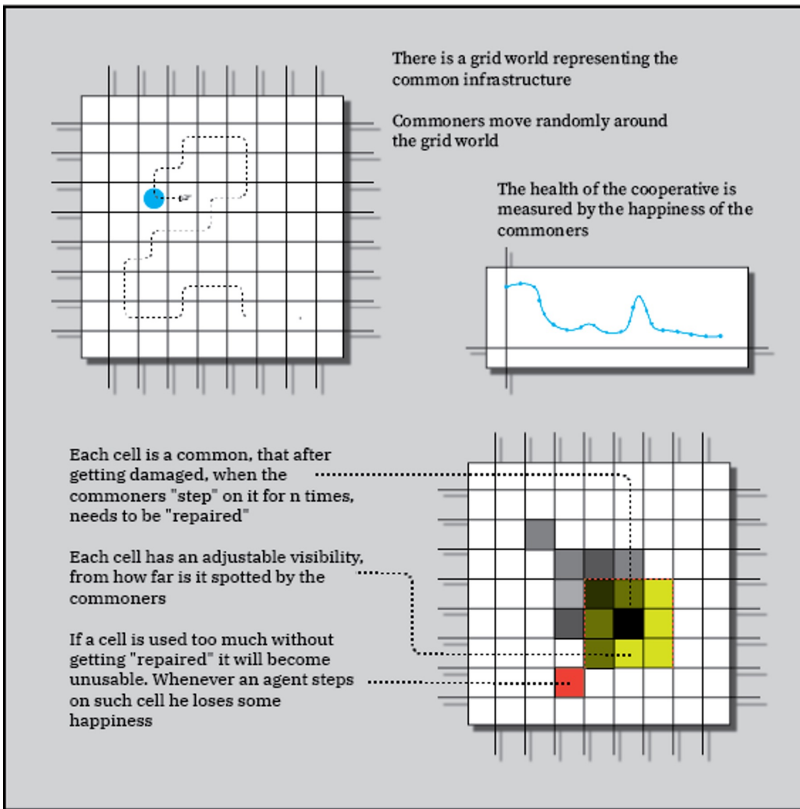 There is a grid world representing the
common infrastructure
Commoners move randomly around
the grid world
The health of the cooperative is
measured by the happiness of the
commoners
Each cell is a common, that after
getting damaged, when the
commoners "step" on it for n times,
needs to be "repaired"
Each cell has an adjustable visibility,
from how far is it spotted by the
commoners
If a cell is used too much without
getting "repaired" it will become
unusable. Whenever an agent steps
on such cell he loses some
happiness